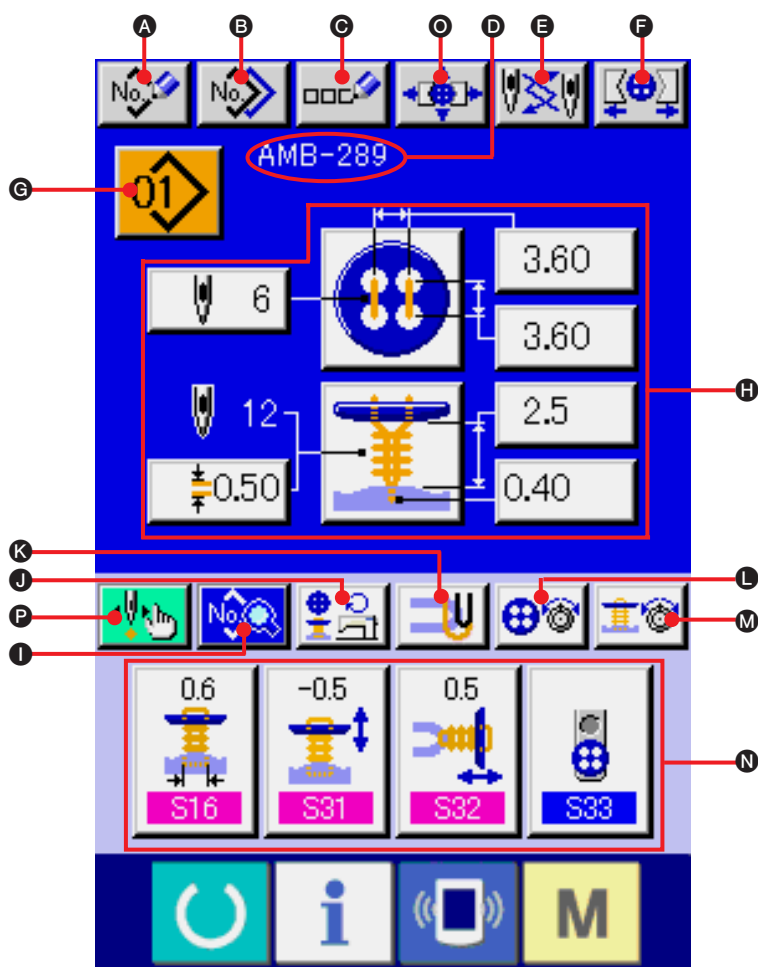 A B C O D E F
No. No.
AMB-289
G 01
3.60
6
3.60
H
12 2.5
0.50 0.40
K
J L
P No. M
I
0.6 -0.5 0.5
N
S16 S31 S32 S33
i M